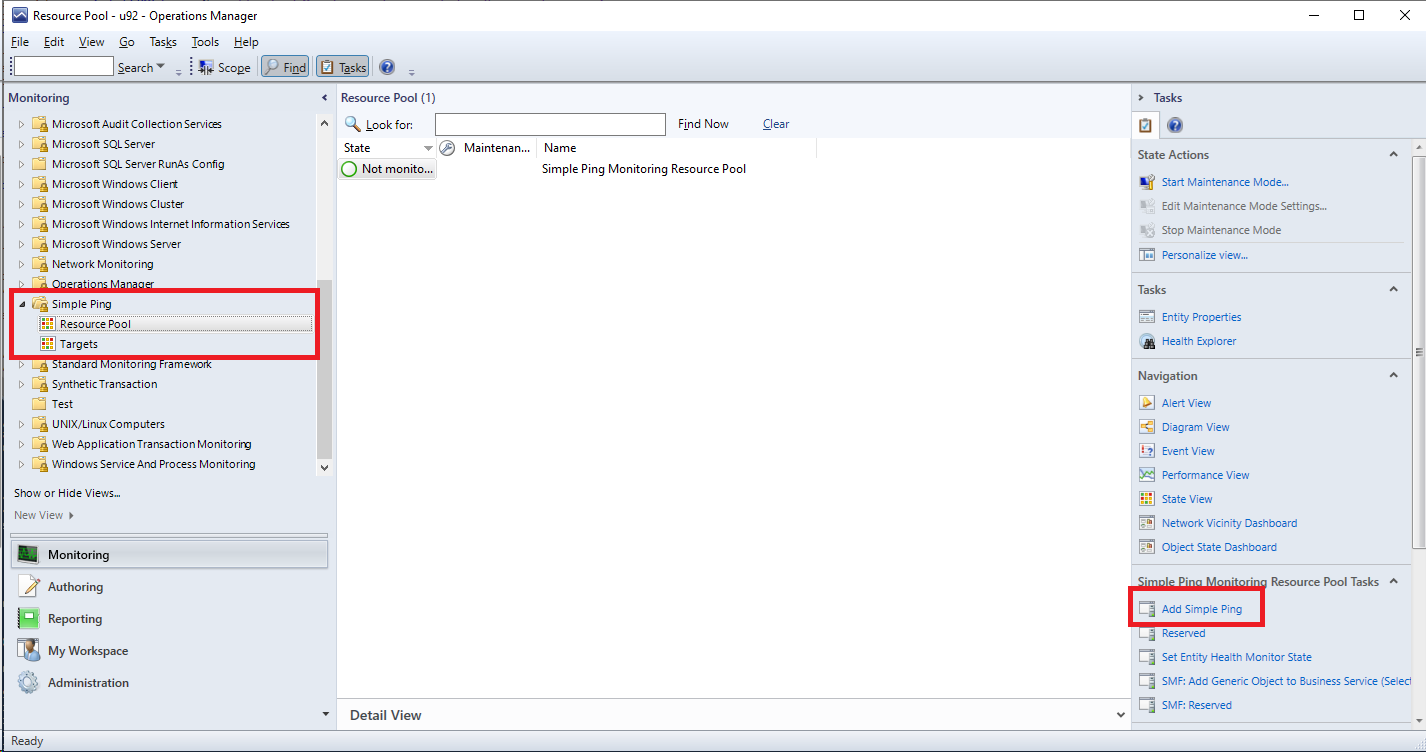 Resource Pool - u92 - Operations Manager
File Edit View Go Tasks Tools Help
Search Scope Find Tasks
Monitoring
Microsoft Audit Collection Services
Microsoft SQL Server
Microsoft SQL Server RunAs Config
Microsoft Windows Client
Microsoft Windows Cluster
Microsoft Windows Internet Information Services
Microsoft Windows Server
Network Monitoring
Operations Manager
Simple Ping
Resource Pool
Targets
Standard Monitoring Framework
Synthetic Transaction
Test
UNIX/Linux Computers
Web Application Transaction Monitoring
Windows Service And Process Monitoring
Show or Hide Views...
New View
Monitoring
Authoring
Reporting
My Workspace
Administration
Resource Pool (1)
Look for: Find Now Clear
State Maintenan... Name
Not monito... Simple Ping Monitoring Resource Pool
Detail View
Tasks
State Actions
Start Maintenance Mode...
Edit Maintenance Mode Settings...
Stop Maintenance Mode
Personalize view...
Tasks
Entity Properties
Health Explorer
Navigation
Alert View
Diagram View
Event View
Performance View
State View
Network Vicinity Dashboard
Object State Dashboard
Simple Ping Monitoring Resource Pool Tasks
Add Simple Ping
Reserved
Set Entity Health Monitor State
SMF: Add Generic Object to Business Service (Select
SMF: Reserved
Ready